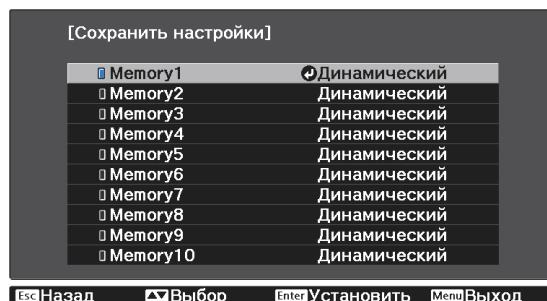 [Сохранить настройки]
Memory1 Динамический
Memory2 Динамический
Memory3 Динамический
Memory4 Динамический
Memory5 Динамический
Memory6 Динамический
Memory7 Динамический
Memory8 Динамический
Memory9 Динамический
Memory10 Динамический
Esc Назад Выбор Enter Установить Menu Выход